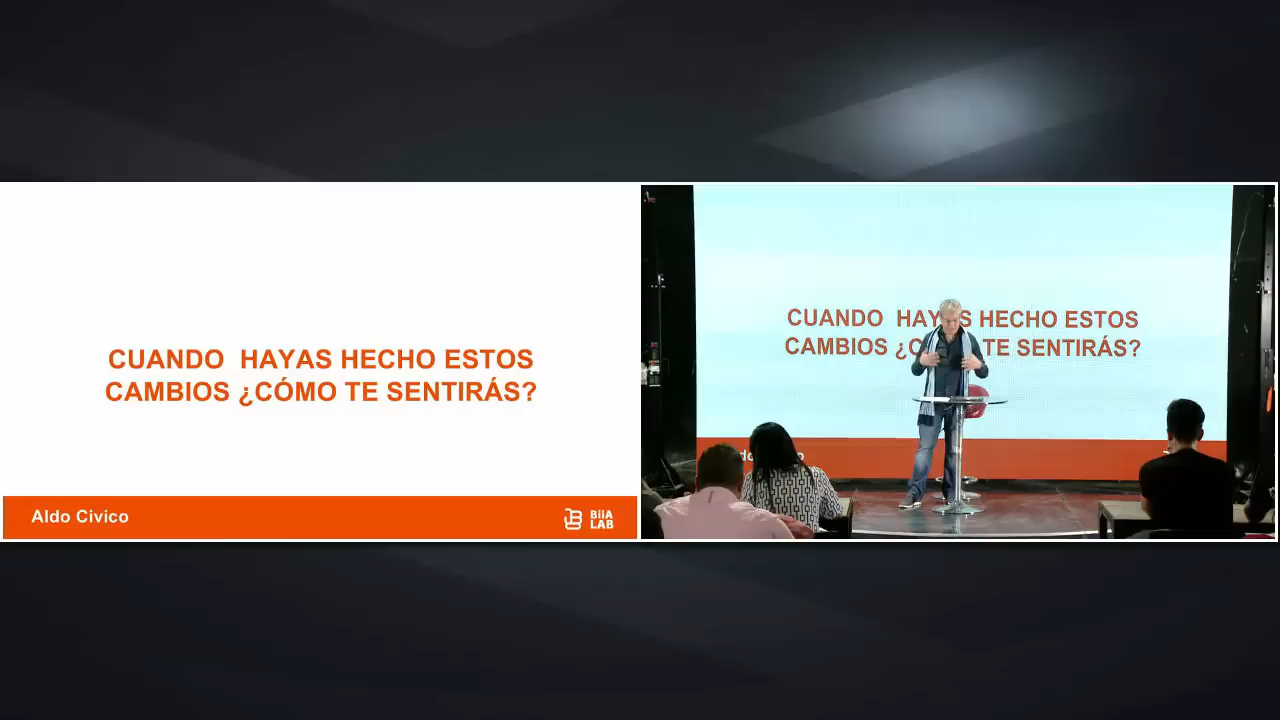 CUANDO  HAYAS HECHO ESTOS
CAMBIOS ¿CÓMO TE SENTIRÁS?
Aldo Civico
BiiA
LAB
CUANDO  HAYAS HECHO ESTOS
CAMBIOS ¿CÓMO TE SENTIRÁS?